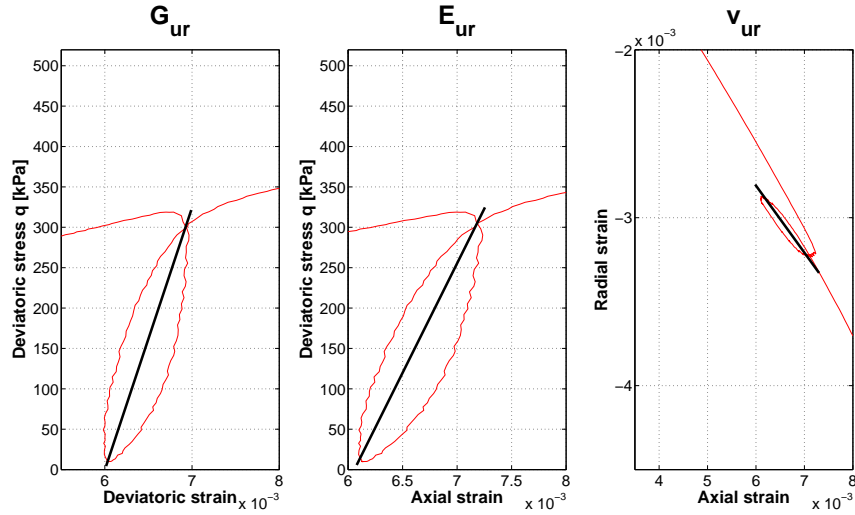 G_ur
E_ur
ν_ur
Deviatoric stress q [kPa]
500
450
400
350
300
250
200
150
100
50
0
6
7
8
Deviatoric strain
x 10^−3
Deviatoric stress q [kPa]
500
450
400
350
300
250
200
150
100
50
0
6
6.5
7
7.5
8
Axial strain
x 10^−3
x 10^−3
Radial strain
−2
−3
−4
4
5
6
7
8
Axial strain
x 10^−3